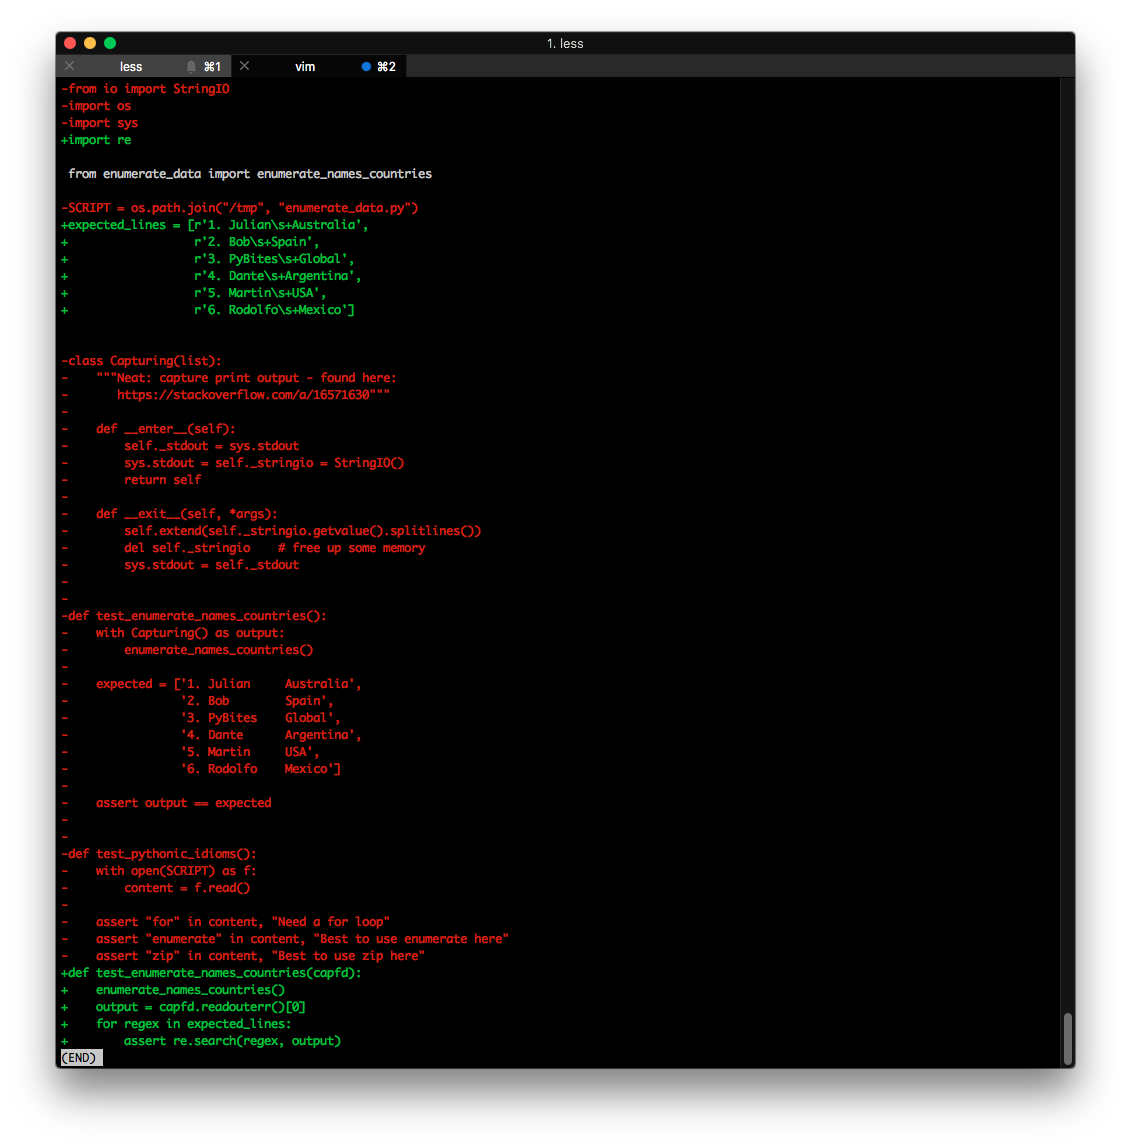 1. less
less ⌘1 vim ⌘2
-from io import StringIO
-import os
-import sys
+import re

 from enumerate_data import enumerate_names_countries

-SCRIPT = os.path.join("/tmp", "enumerate_data.py")
+expected_lines = [r'1. Julian\s+Australia',
+                  r'2. Bob\s+Spain',
+                  r'3. PyBites\s+Global',
+                  r'4. Dante\s+Argentina',
+                  r'5. Martin\s+USA',
+                  r'6. Rodolfo\s+Mexico']


-class Capturing(list):
-    """Neat: capture print output - found here:
-       https://stackoverflow.com/a/16571630"""
-
-    def __enter__(self):
-        self._stdout = sys.stdout
-        sys.stdout = self._stringio = StringIO()
-        return self
-
-    def __exit__(self, *args):
-        self.extend(self._stringio.getvalue().splitlines())
-        del self._stringio    # free up some memory
-        sys.stdout = self._stdout
-
-
-def test_enumerate_names_countries():
-    with Capturing() as output:
-        enumerate_names_countries()
-
-    expected = ['1. Julian     Australia',
-                '2. Bob        Spain',
-                '3. PyBites    Global',
-                '4. Dante      Argentina',
-                '5. Martin     USA',
-                '6. Rodolfo    Mexico']
-
-    assert output == expected
-
-
-def test_pythonic_idioms():
-    with open(SCRIPT) as f:
-        content = f.read()
-
-    assert "for" in content, "Need a for loop"
-    assert "enumerate" in content, "Best to use enumerate here"
-    assert "zip" in content, "Best to use zip here"
+def test_enumerate_names_countries(capfd):
+    enumerate_names_countries()
+    output = capfd.readouterr()[0]
+    for regex in expected_lines:
+        assert re.search(regex, output)
(END)